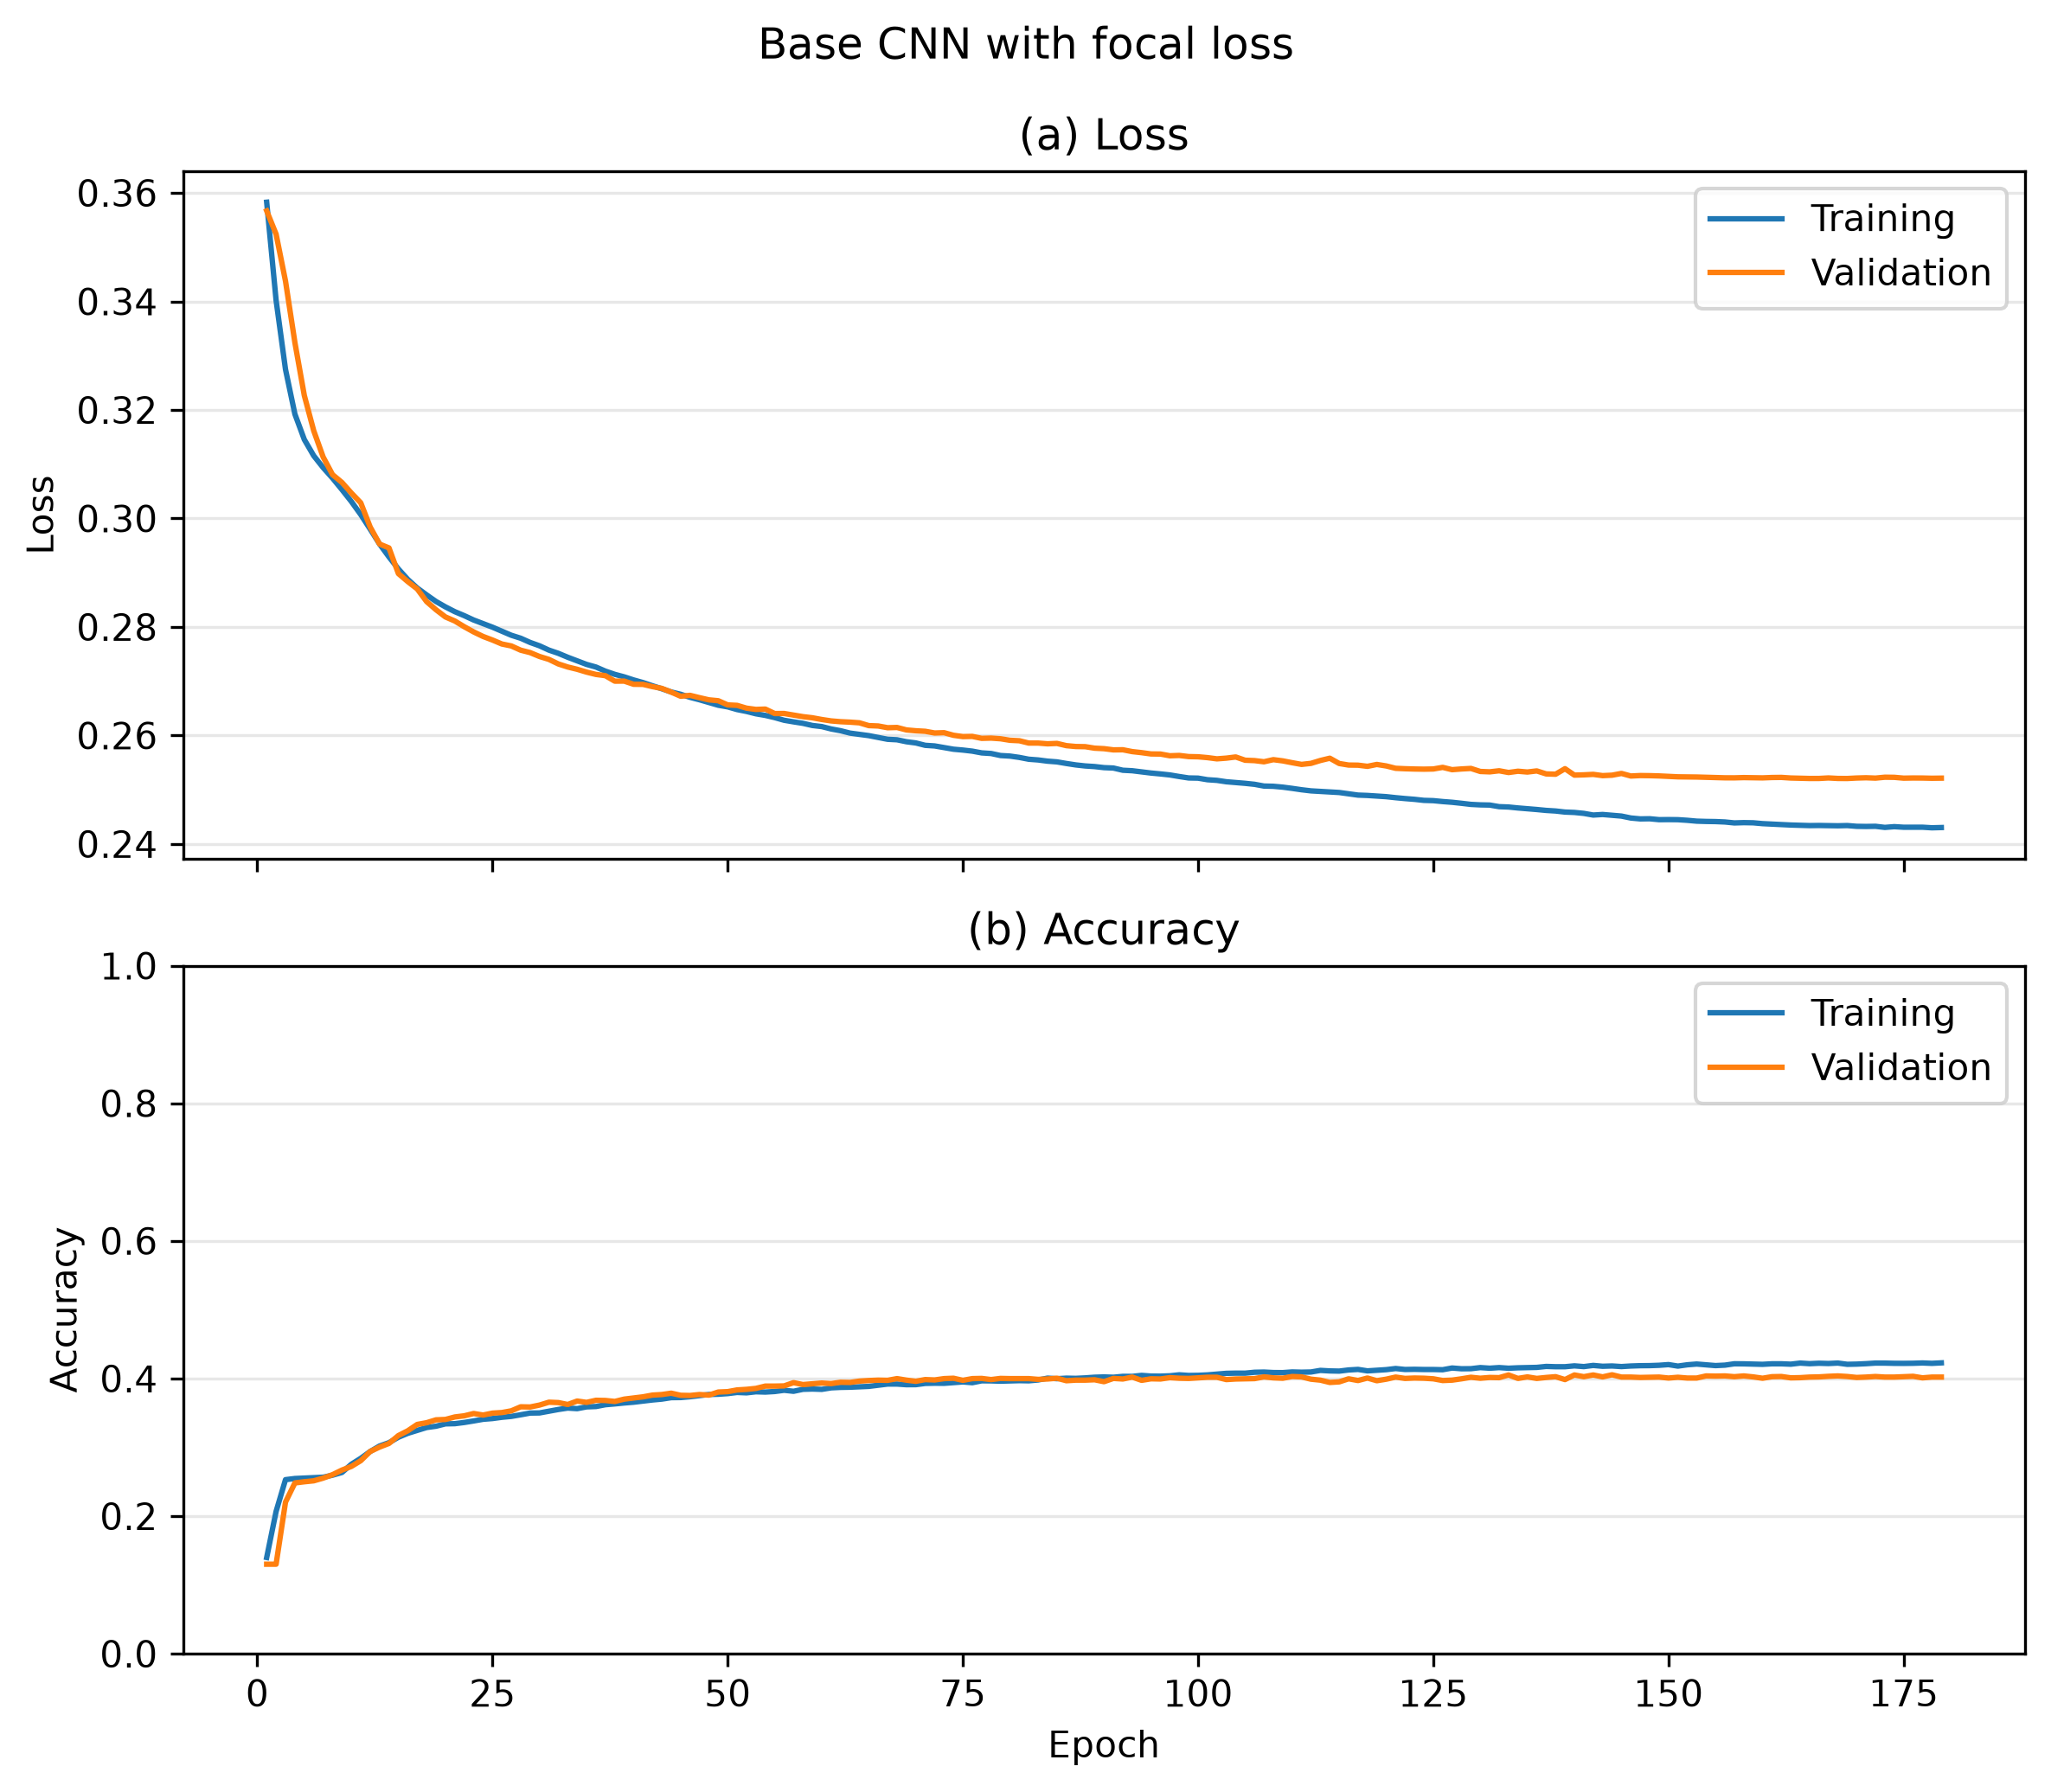 Base CNN with focal loss
(a) Loss
0.36
0.34
0.32
0.30
0.28
0.26
0.24
Loss
Training
Validation
(b) Accuracy
1.0
0.8
0.6
0.4
0.2
0.0
Accuracy
Training
Validation
0 25 50 75 100 125 150 175
Epoch